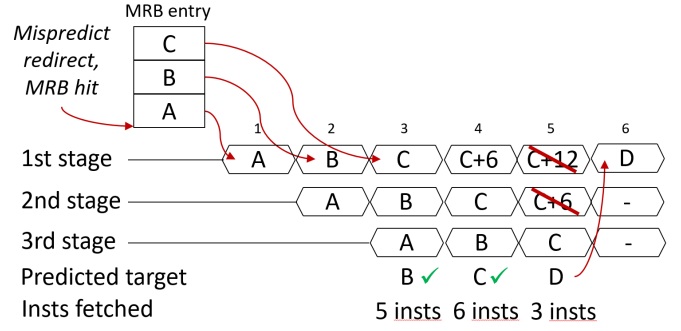 MRB entry
Mispredict
redirect,
MRB hit
C
B
A
1 2 3 4 5 6
1st stage A B C C+6 C+12 D
2nd stage A B C C+6 -
3rd stage A B C -
Predicted target B ✓ C ✓ D
Insts fetched 5 insts 6 insts 3 insts